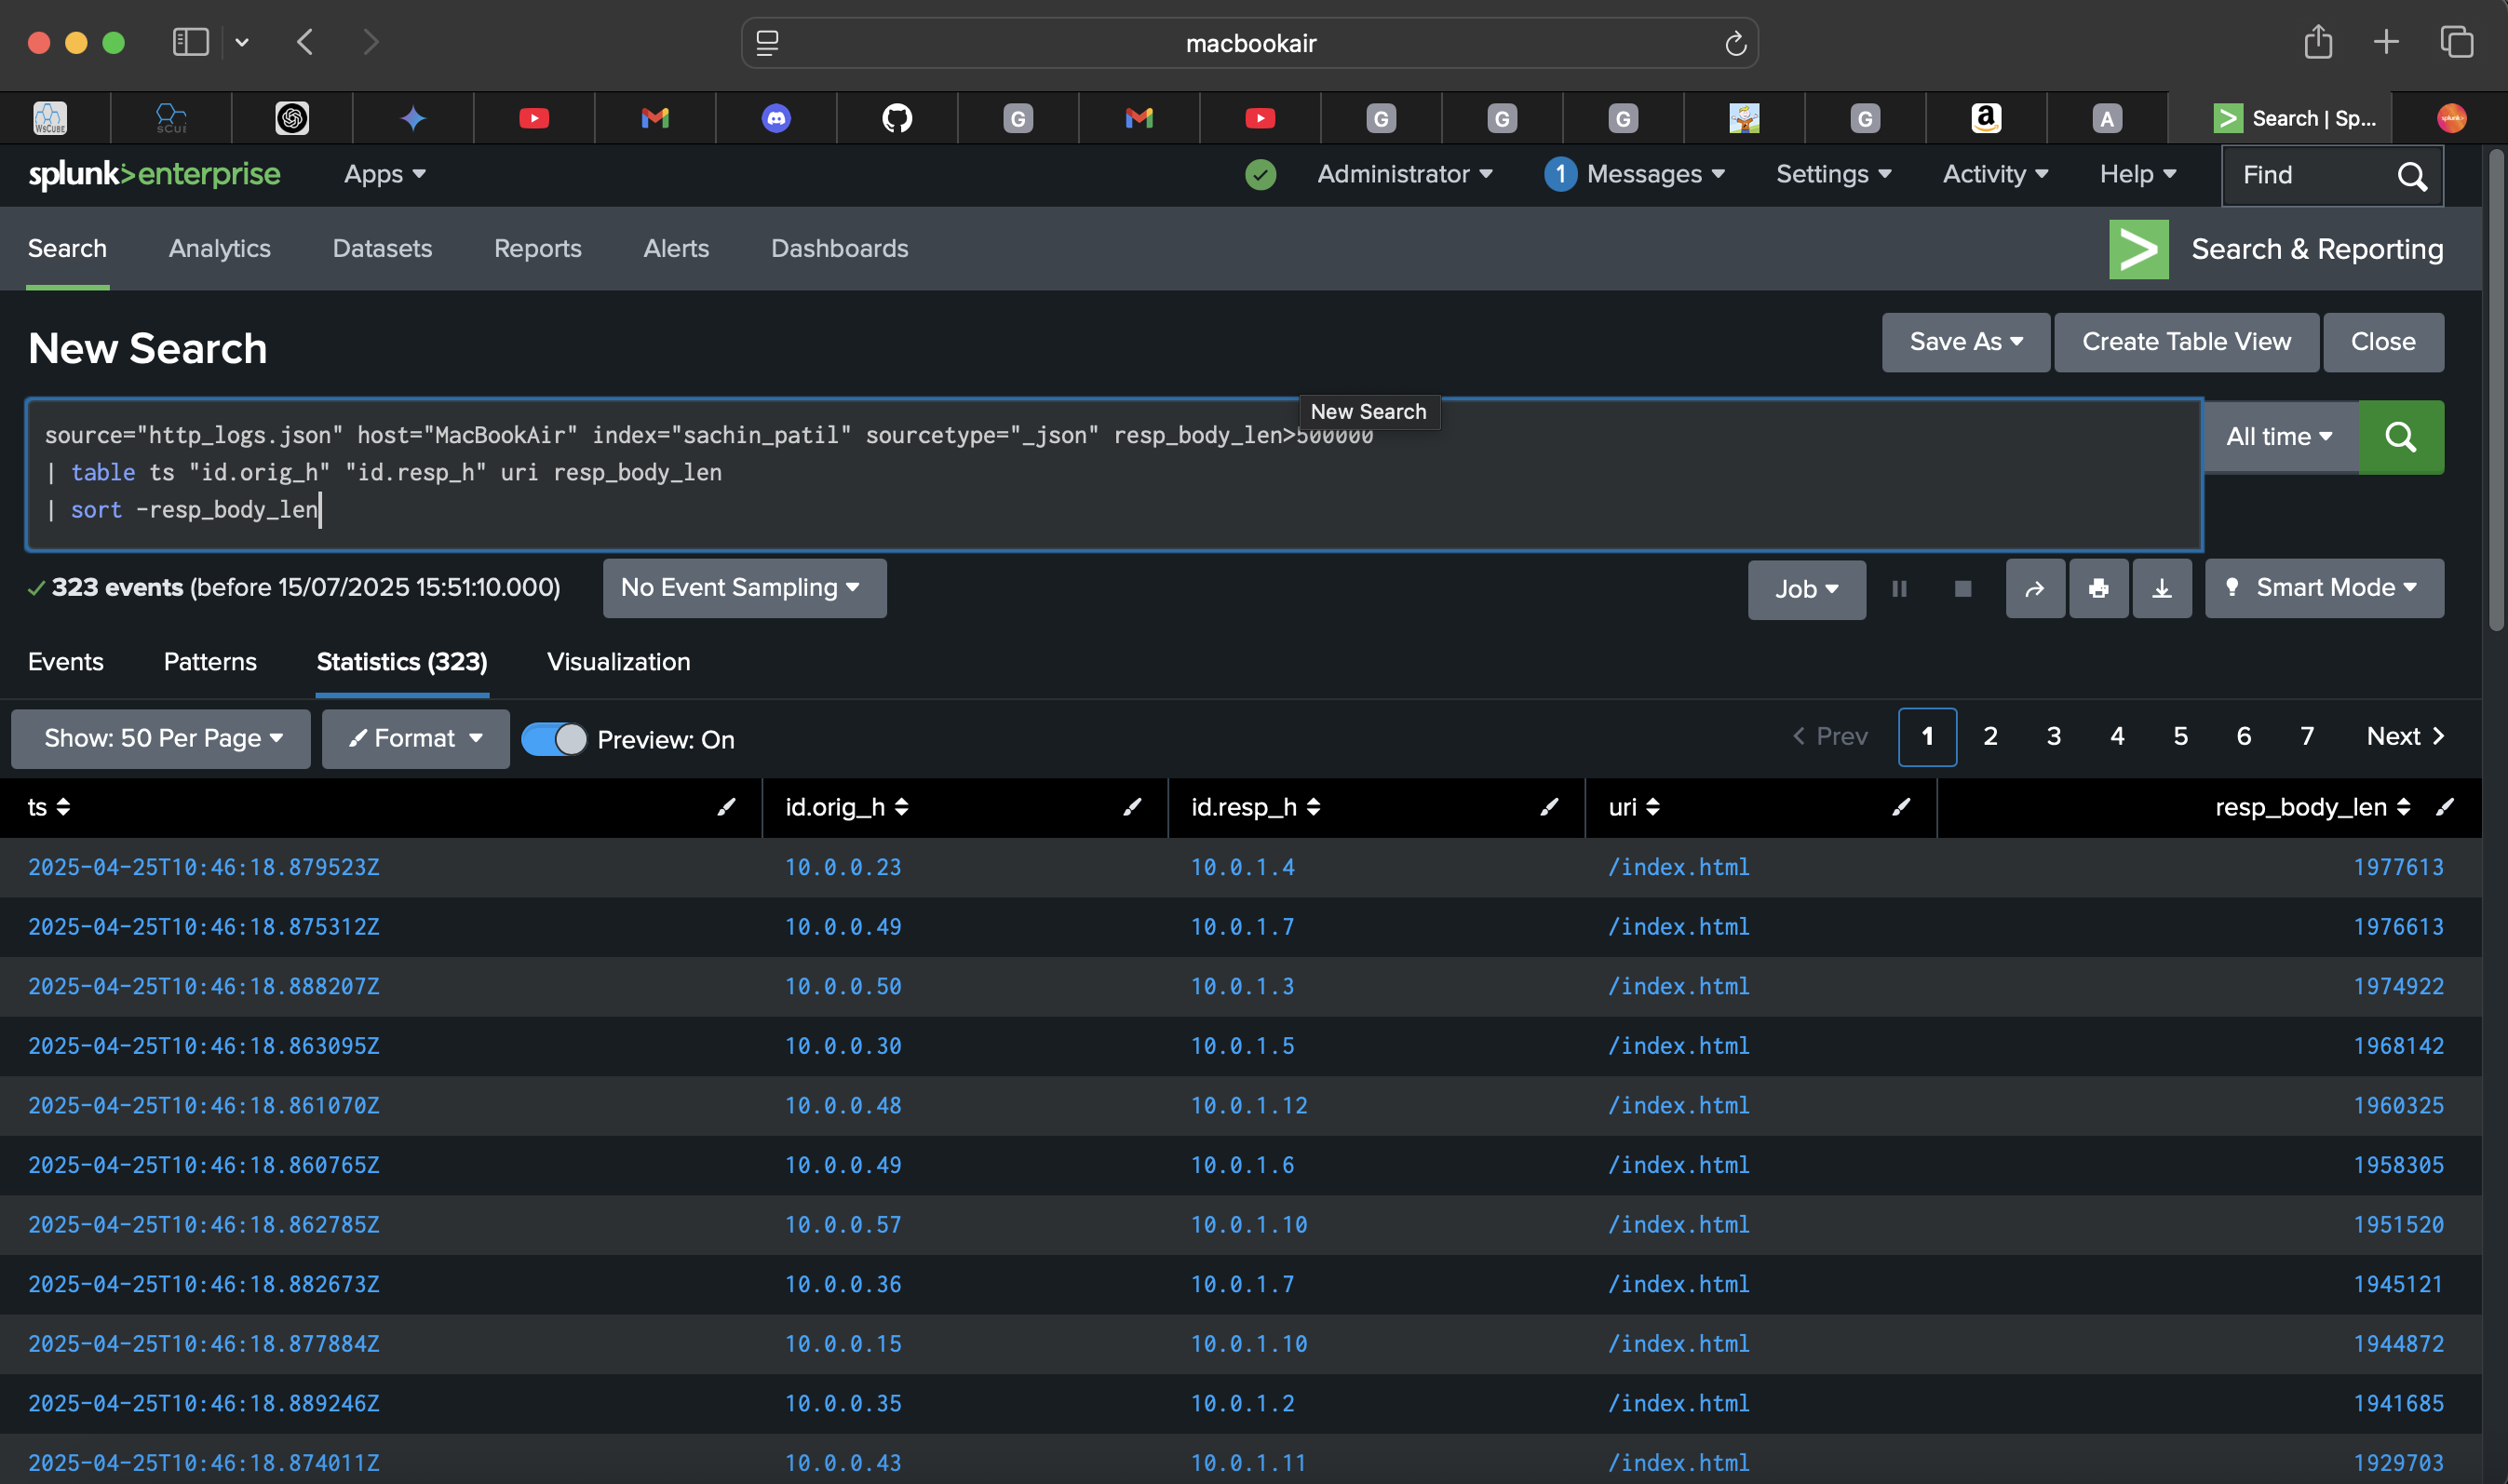 macbookair
WsCube
G
G
G
G
G
a
A
Search | Sp...
splunk>
splunk>enterprise
Apps
Administrator
1
Messages
Settings
Activity
Help
Find
Search
Analytics
Datasets
Reports
Alerts
Dashboards
Search & Reporting
New Search
Save As
Create Table View
Close
New Search
source="http_logs.json" host="MacBookAir" index="sachin_patil" sourcetype="_json" resp_body_len>500000
| table ts "id.orig_h" "id.resp_h" uri resp_body_len
| sort -resp_body_len
All time
323 events (before 15/07/2025 15:51:10.000)
No Event Sampling
Job
Smart Mode
Events
Patterns
Statistics (323)
Visualization
Show: 50 Per Page
Format
Preview: On
Prev
1
2
3
4
5
6
7
Next
ts id.orig_h id.resp_h uri resp_body_len
2025-04-25T10:46:18.879523Z 10.0.0.23 10.0.1.4 /index.html 1977613
2025-04-25T10:46:18.875312Z 10.0.0.49 10.0.1.7 /index.html 1976613
2025-04-25T10:46:18.888207Z 10.0.0.50 10.0.1.3 /index.html 1974922
2025-04-25T10:46:18.863095Z 10.0.0.30 10.0.1.5 /index.html 1968142
2025-04-25T10:46:18.861070Z 10.0.0.48 10.0.1.12 /index.html 1960325
2025-04-25T10:46:18.860765Z 10.0.0.49 10.0.1.6 /index.html 1958305
2025-04-25T10:46:18.862785Z 10.0.0.57 10.0.1.10 /index.html 1951520
2025-04-25T10:46:18.882673Z 10.0.0.36 10.0.1.7 /index.html 1945121
2025-04-25T10:46:18.877884Z 10.0.0.15 10.0.1.10 /index.html 1944872
2025-04-25T10:46:18.889246Z 10.0.0.35 10.0.1.2 /index.html 1941685
2025-04-25T10:46:18.874011Z 10.0.0.43 10.0.1.11 /index.html 1929703